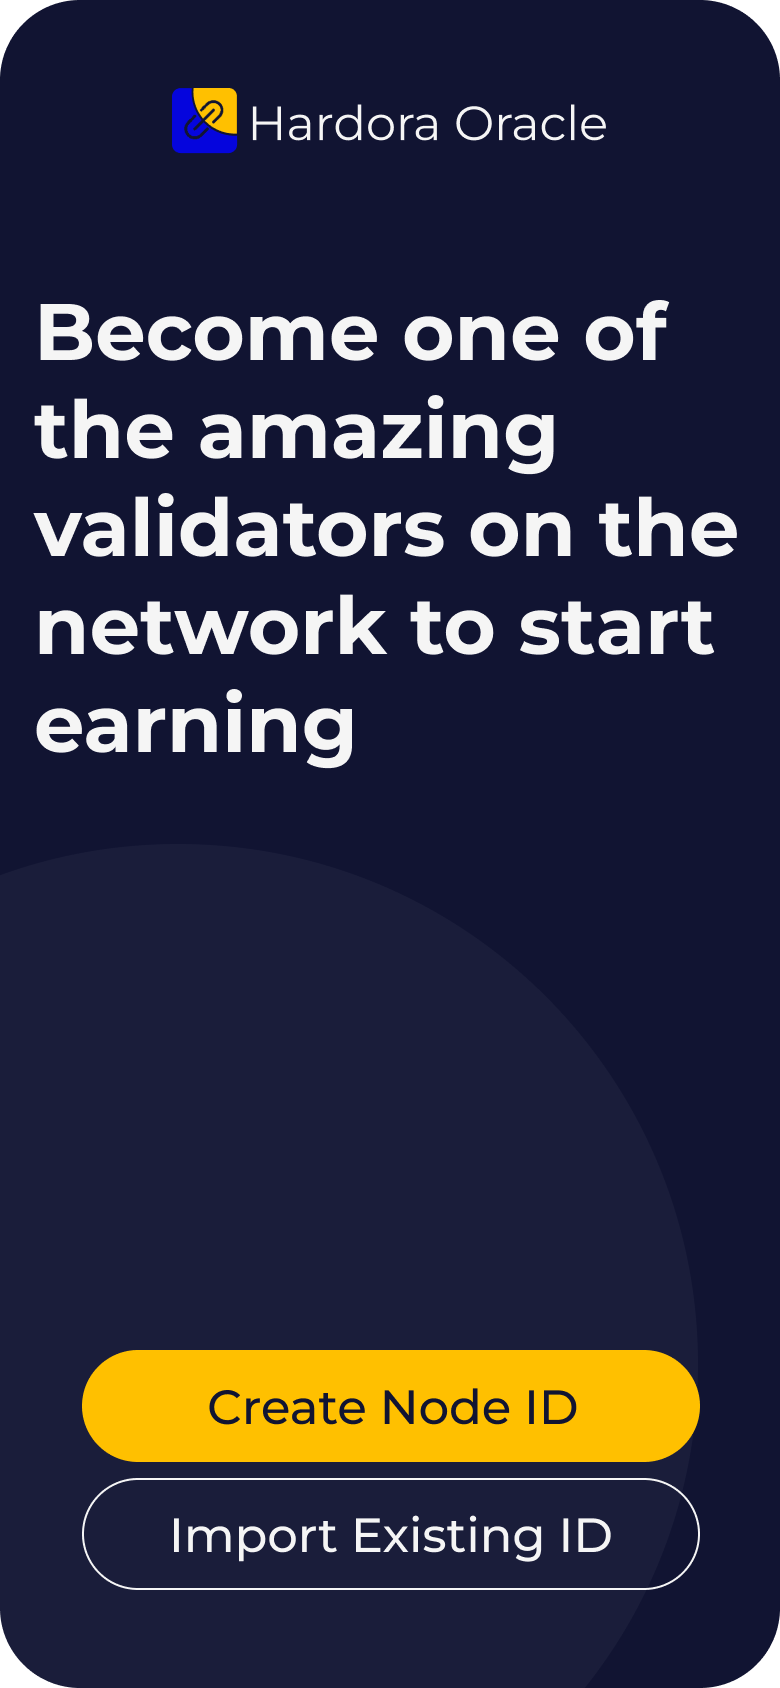 Hardora Oracle
Become one of
the amazing
validators on the
network to start
earning
Create Node ID
Import Existing ID